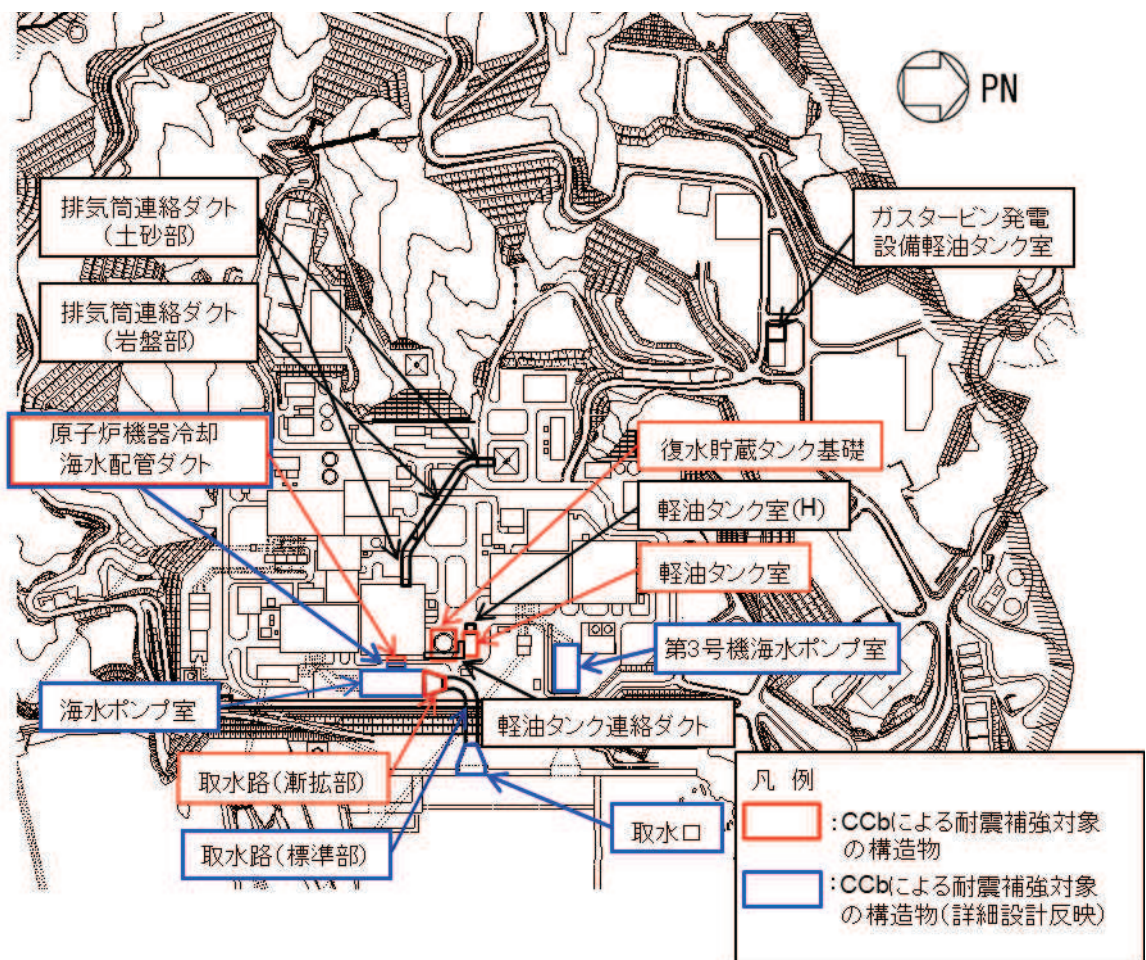 PN
排気筒連絡ダクト
(土砂部)
ガスタービン発電
設備軽油タンク室
排気筒連絡ダクト
(岩盤部)
原子炉機器冷却
海水配管ダクト
復水貯蔵タンク基礎
軽油タンク室(H)
軽油タンク室
第3号機海水ポンプ室
海水ポンプ室
軽油タンク連絡ダクト
取水路(漸拡部)
取水口
取水路(標準部)
凡 例
:CCbによる耐震補強対象
の構造物
:CCbによる耐震補強対象
の構造物(詳細設計反映)